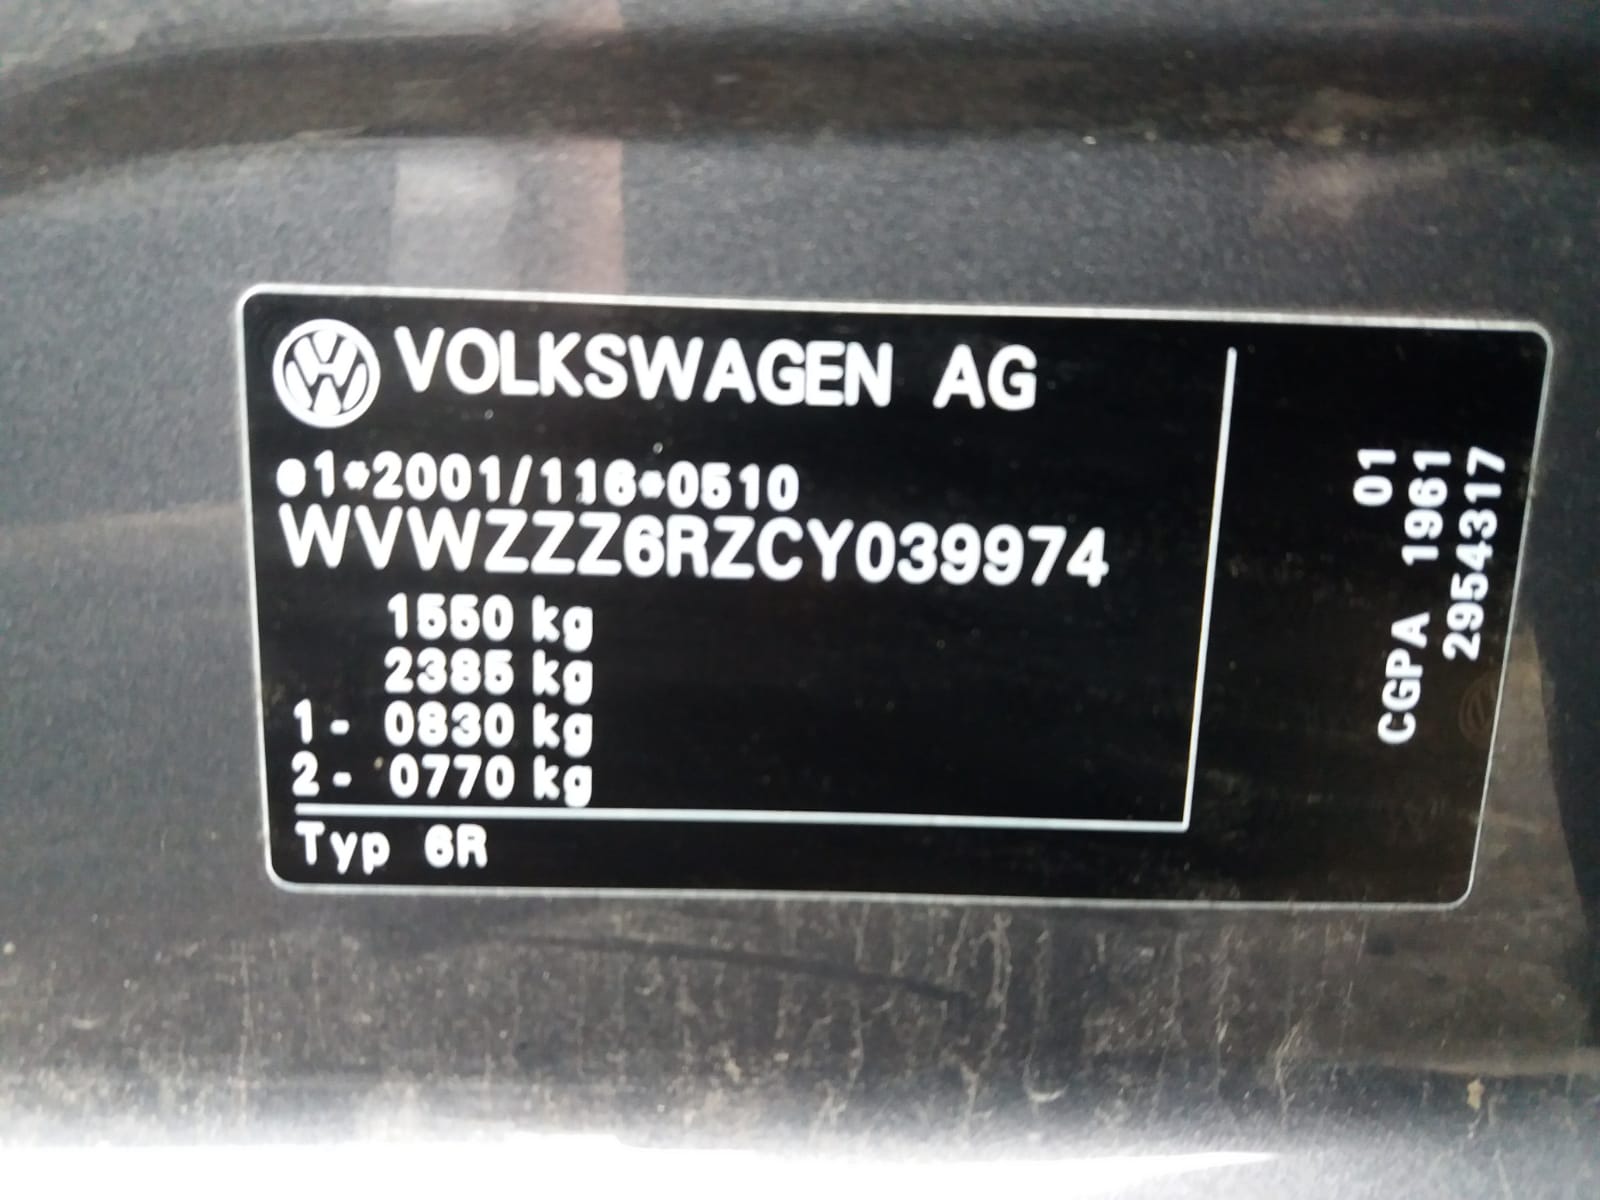 VOLKSWAGEN AG
e1*2001/116*0510
WVWZZZ6RZCY039974
1550 kg
2385 kg
1- 0830 kg
2- 0770 kg
Typ 6R
01
CGPA 1961
2954317